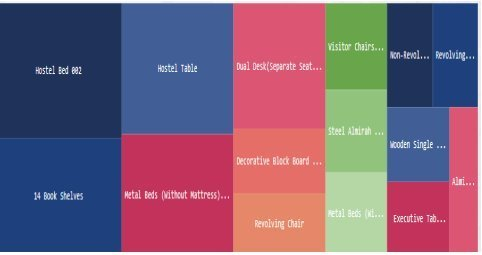 Hostel Bed 002
Hostel Table
Dual Desk(Separate Seat...
Visitor Chairs...
Non-Revol...
Revolving...
Steel Almirah ...
Decorative Block Board ...
Wooden Single ...
Almi...
14 Book Shelves
Metal Beds (Without Mattress)...
Revolving Chair
Metal Beds (Wi...
Executive Tab...